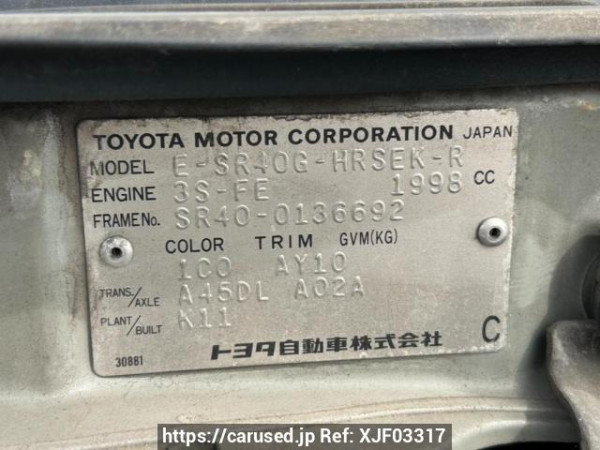 TOYOTA MOTOR CORPORATION JAPAN
MODEL E-SR40G-HRSEK-R
ENGINE 3S-FE 1998 CC
FRAME No. SR40-0136692
COLOR TRIM GVM(KG)
1C0 AY10
TRANS./AXLE A45DL A02A
PLANT/BUILT K11
30881 トヨタ自動車株式会社 C
https://carused.jp Ref: XJF03317